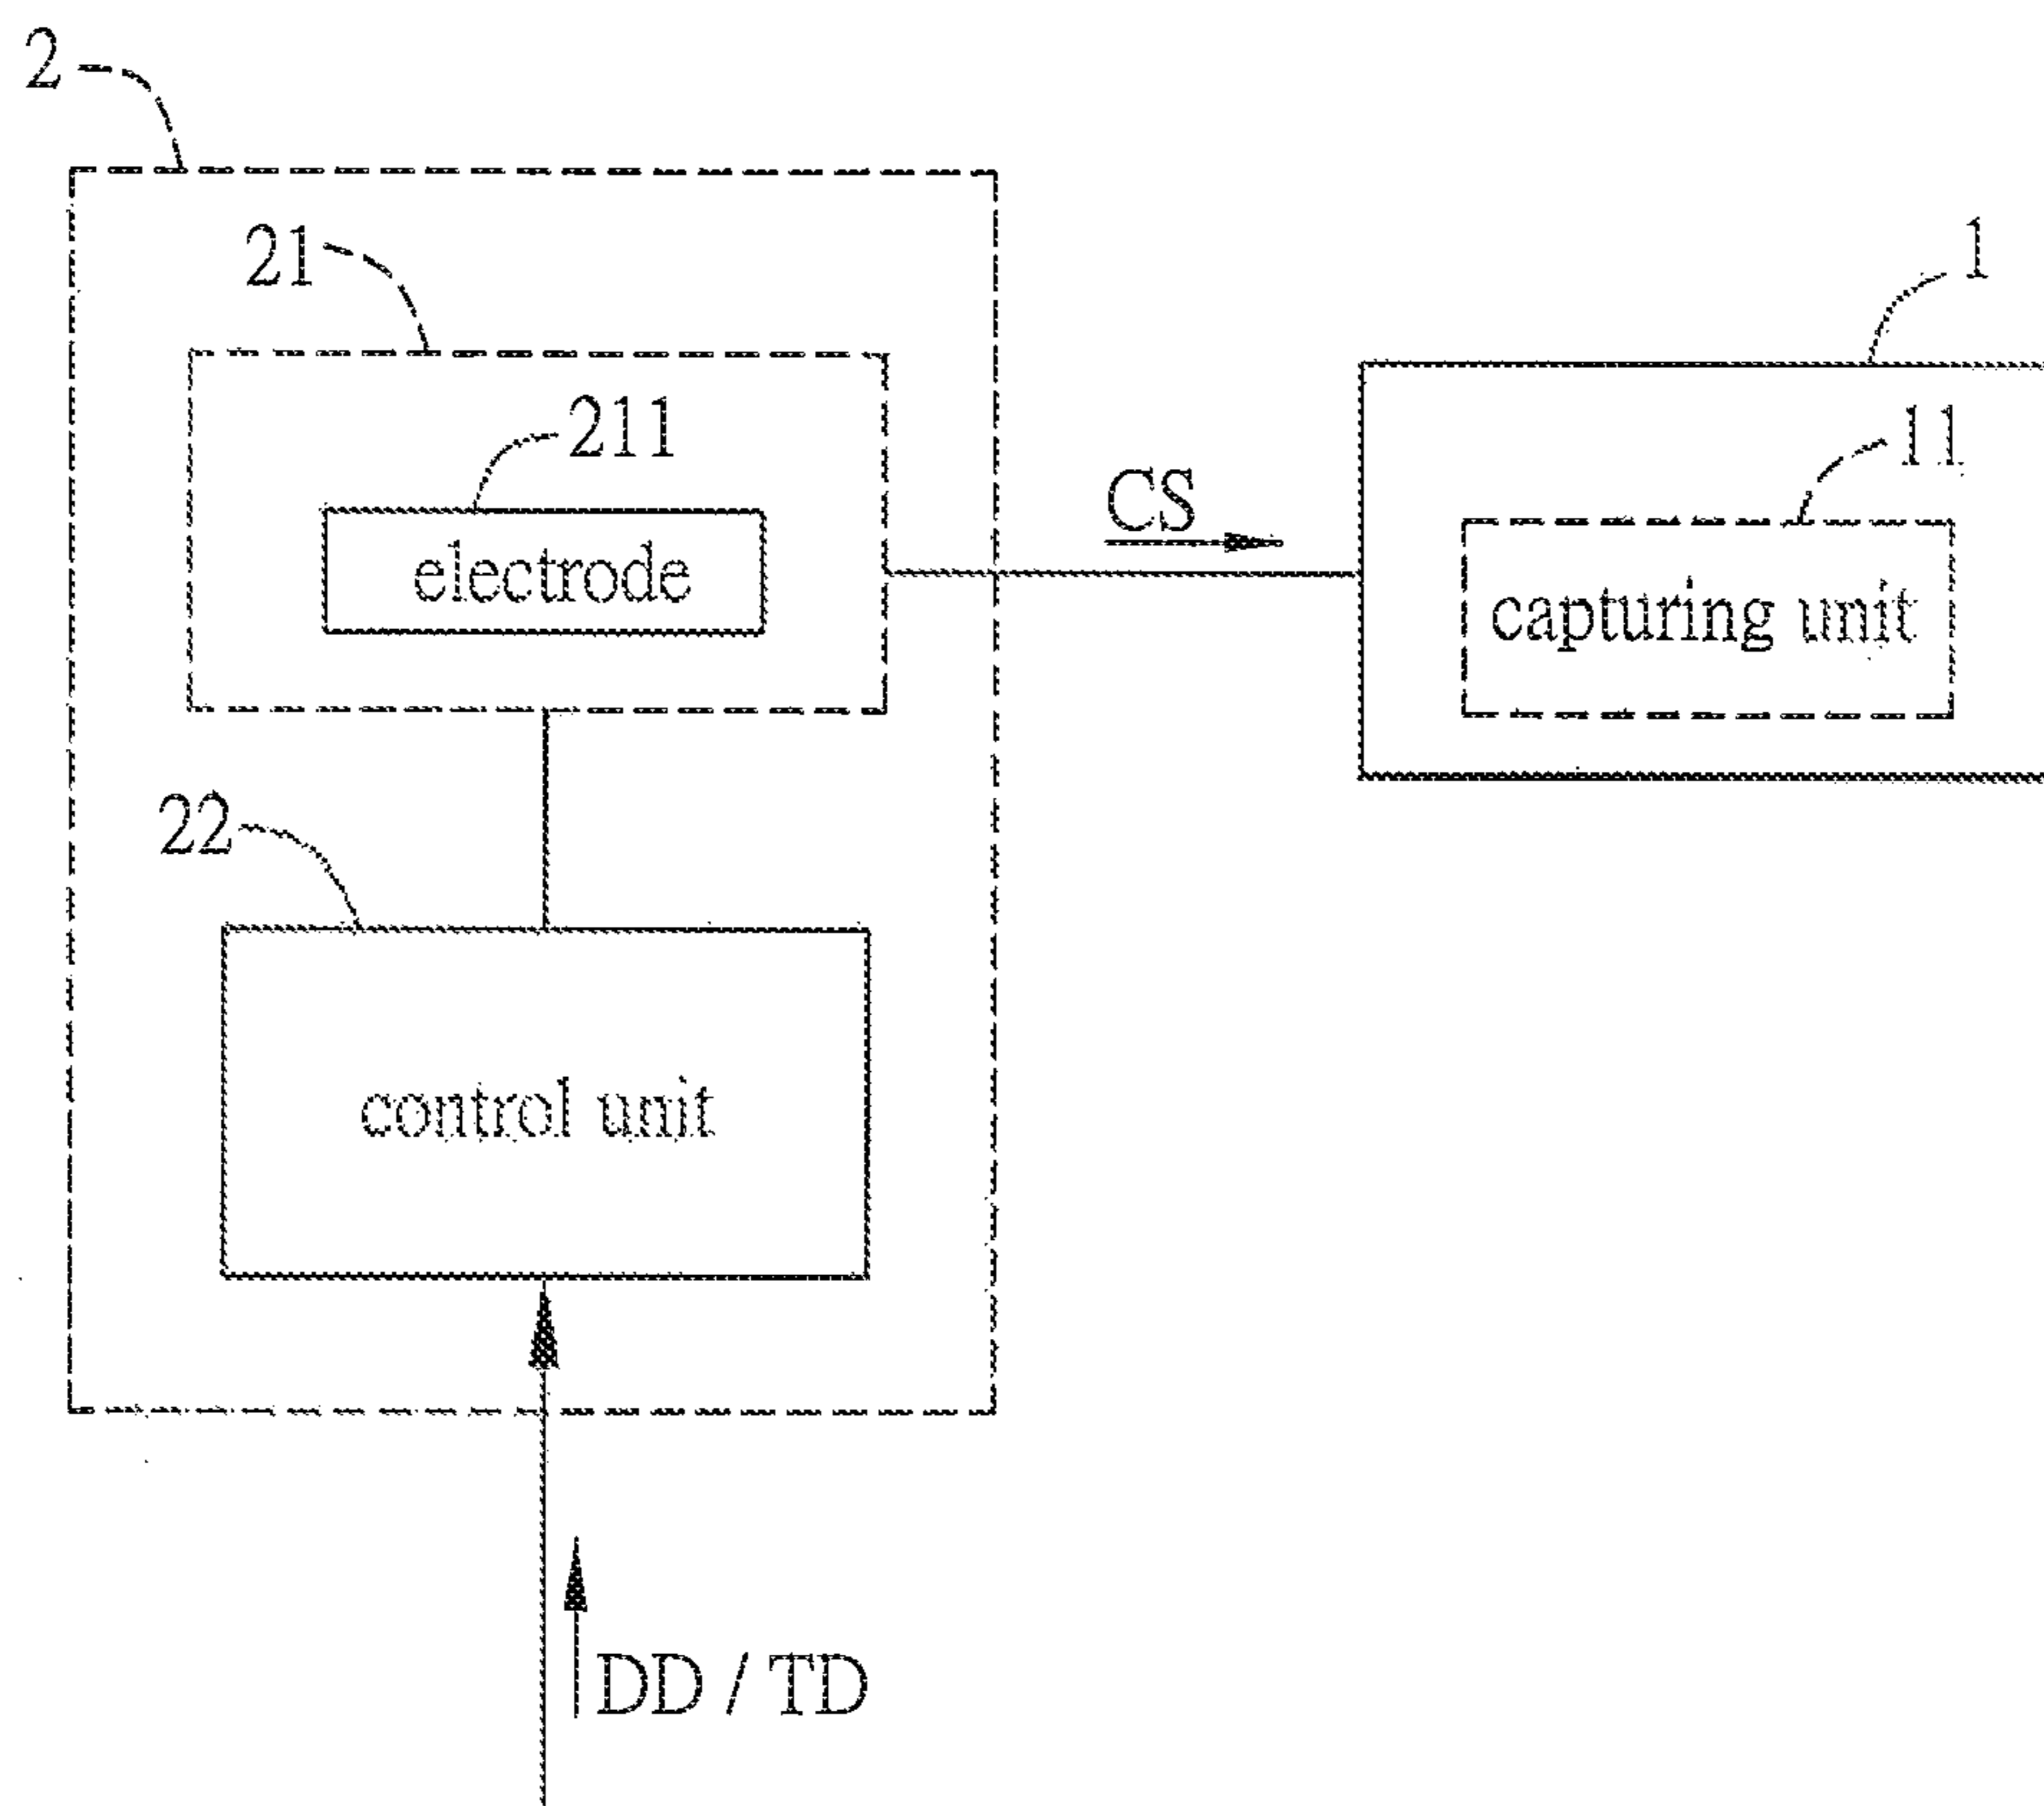 2
21
1
211
11
CS
electrode
capturing unit
22
control unit
DD / TD